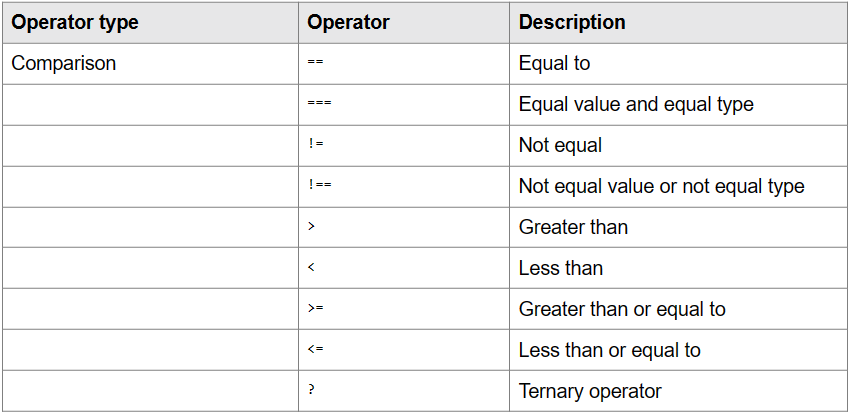 Operator type Operator Description
Comparison == Equal to
=== Equal value and equal type
!= Not equal
!== Not equal value or not equal type
> Greater than
< Less than
>= Greater than or equal to
<= Less than or equal to
? Ternary operator